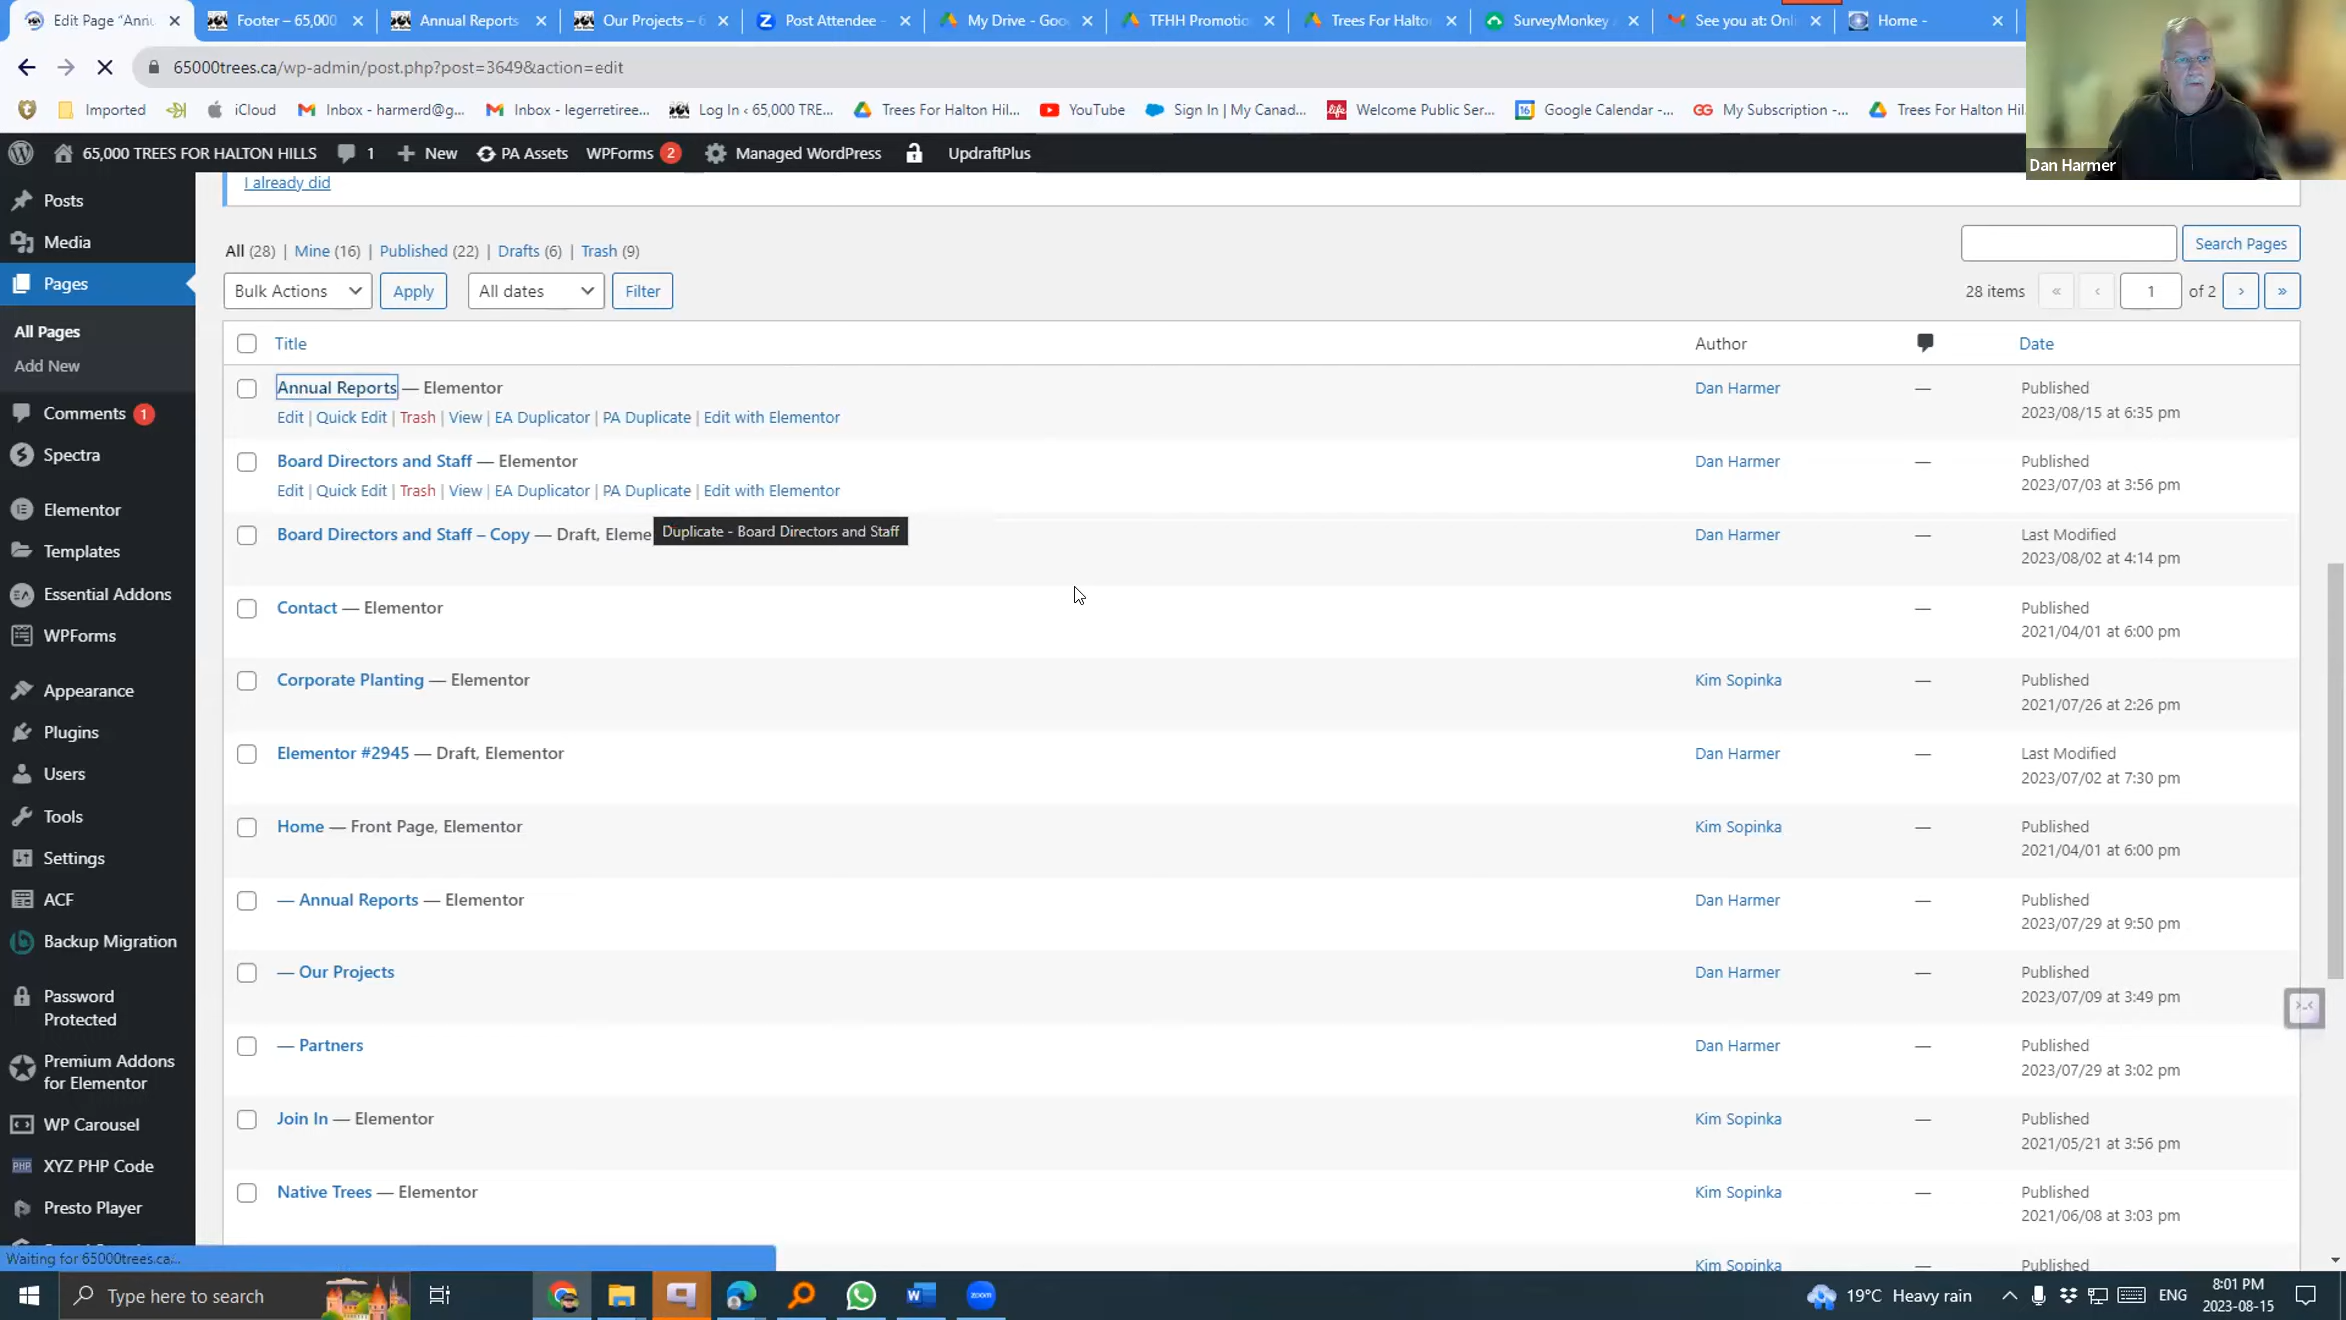 Edit Page "Annu
Footer – 65,000
Annual Reports
Our Projects – 6
Post Attendee -
My Drive - Goo
TFHH Promotio
Trees For Halto
SurveyMonkey
See you at: Onl
Home -
65000trees.ca/wp-admin/post.php?post=3649&action=edit
Imported
iCloud
Inbox - harmerd@g...
Inbox - legerretiree...
Log In ‹ 65,000 TRE...
Trees For Halton Hil...
YouTube
Sign In | My Canad...
Welcome Public Ser...
Google Calendar -...
My Subscription -...
Trees For Halton Hil
Dan Harmer
65,000 TREES FOR HALTON HILLS
1
New
PA Assets
WPForms 2
Managed WordPress
UpdraftPlus
Posts
Media
Pages
All Pages
Add New
Comments 1
Spectra
Elementor
Templates
Essential Addons
WPForms
Appearance
Plugins
Users
Tools
Settings
ACF
Backup Migration
Password
Protected
Premium Addons
for Elementor
WP Carousel
XYZ PHP Code
Presto Player
I already did
All (28) | Mine (16) | Published (22) | Drafts (6) | Trash (9)
Search Pages
Bulk Actions
Apply
All dates
Filter
28 items « ‹ 1 of 2 › »
Title Author Date
Annual Reports — Elementor Dan Harmer — Published
2023/08/15 at 6:35 pm
Edit | Quick Edit | Trash | View | EA Duplicator | PA Duplicate | Edit with Elementor
Board Directors and Staff — Elementor Dan Harmer — Published
2023/07/03 at 3:56 pm
Edit | Quick Edit | Trash | View | EA Duplicator | PA Duplicate | Edit with Elementor
Duplicate - Board Directors and Staff
Board Directors and Staff – Copy — Draft, Eleme Dan Harmer — Last Modified
2023/08/02 at 4:14 pm
Contact — Elementor — Published
2021/04/01 at 6:00 pm
Corporate Planting — Elementor Kim Sopinka — Published
2021/07/26 at 2:26 pm
Elementor #2945 — Draft, Elementor Dan Harmer — Last Modified
2023/07/02 at 7:30 pm
Home — Front Page, Elementor Kim Sopinka — Published
2021/04/01 at 6:00 pm
— Annual Reports — Elementor Dan Harmer — Published
2023/07/29 at 9:50 pm
— Our Projects Dan Harmer — Published
2023/07/09 at 3:49 pm
— Partners Dan Harmer — Published
2023/07/29 at 3:02 pm
Join In — Elementor Kim Sopinka — Published
2021/05/21 at 3:56 pm
Native Trees — Elementor Kim Sopinka — Published
2021/06/08 at 3:03 pm
Kim Sopinka — Published
Waiting for 65000trees.ca...
Type here to search
zoom
19°C Heavy rain
ENG
8:01 PM
2023-08-15